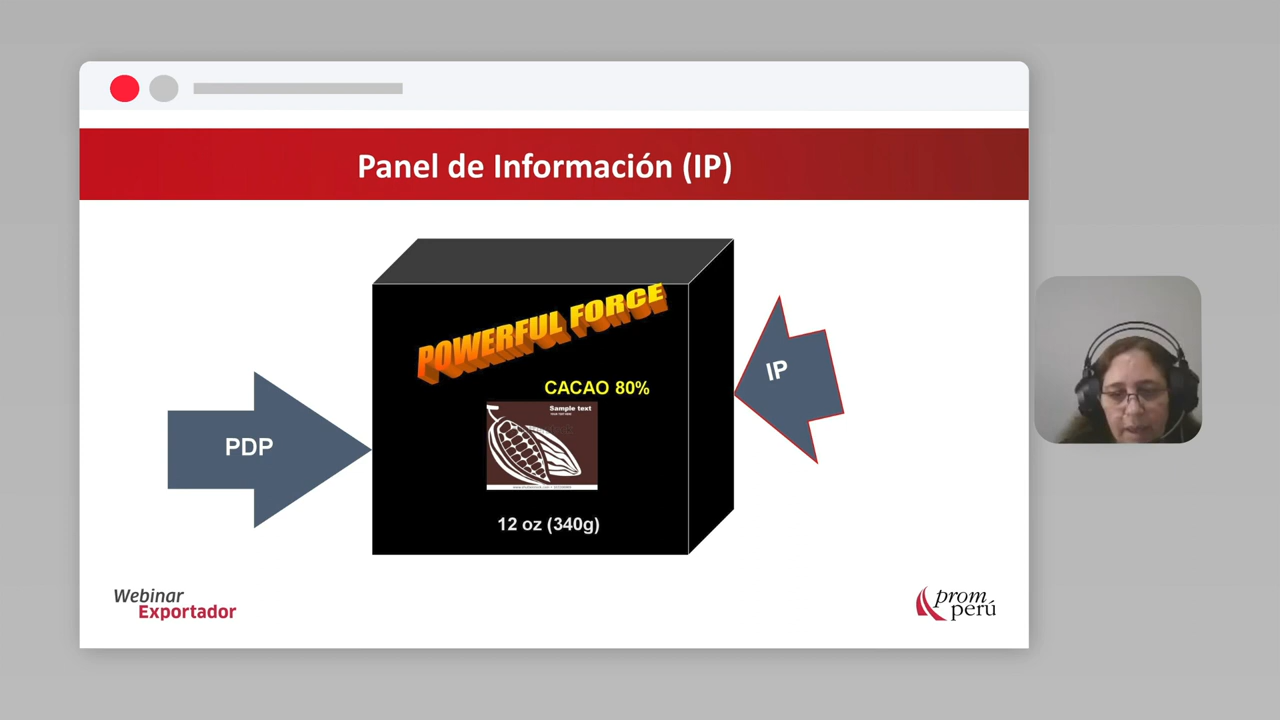 Panel de Información (IP)
POWERFUL FORCE
CACAO 80%
Sample text
PDP
IP
12 oz (340g)
Webinar
Exportador
prom
perú